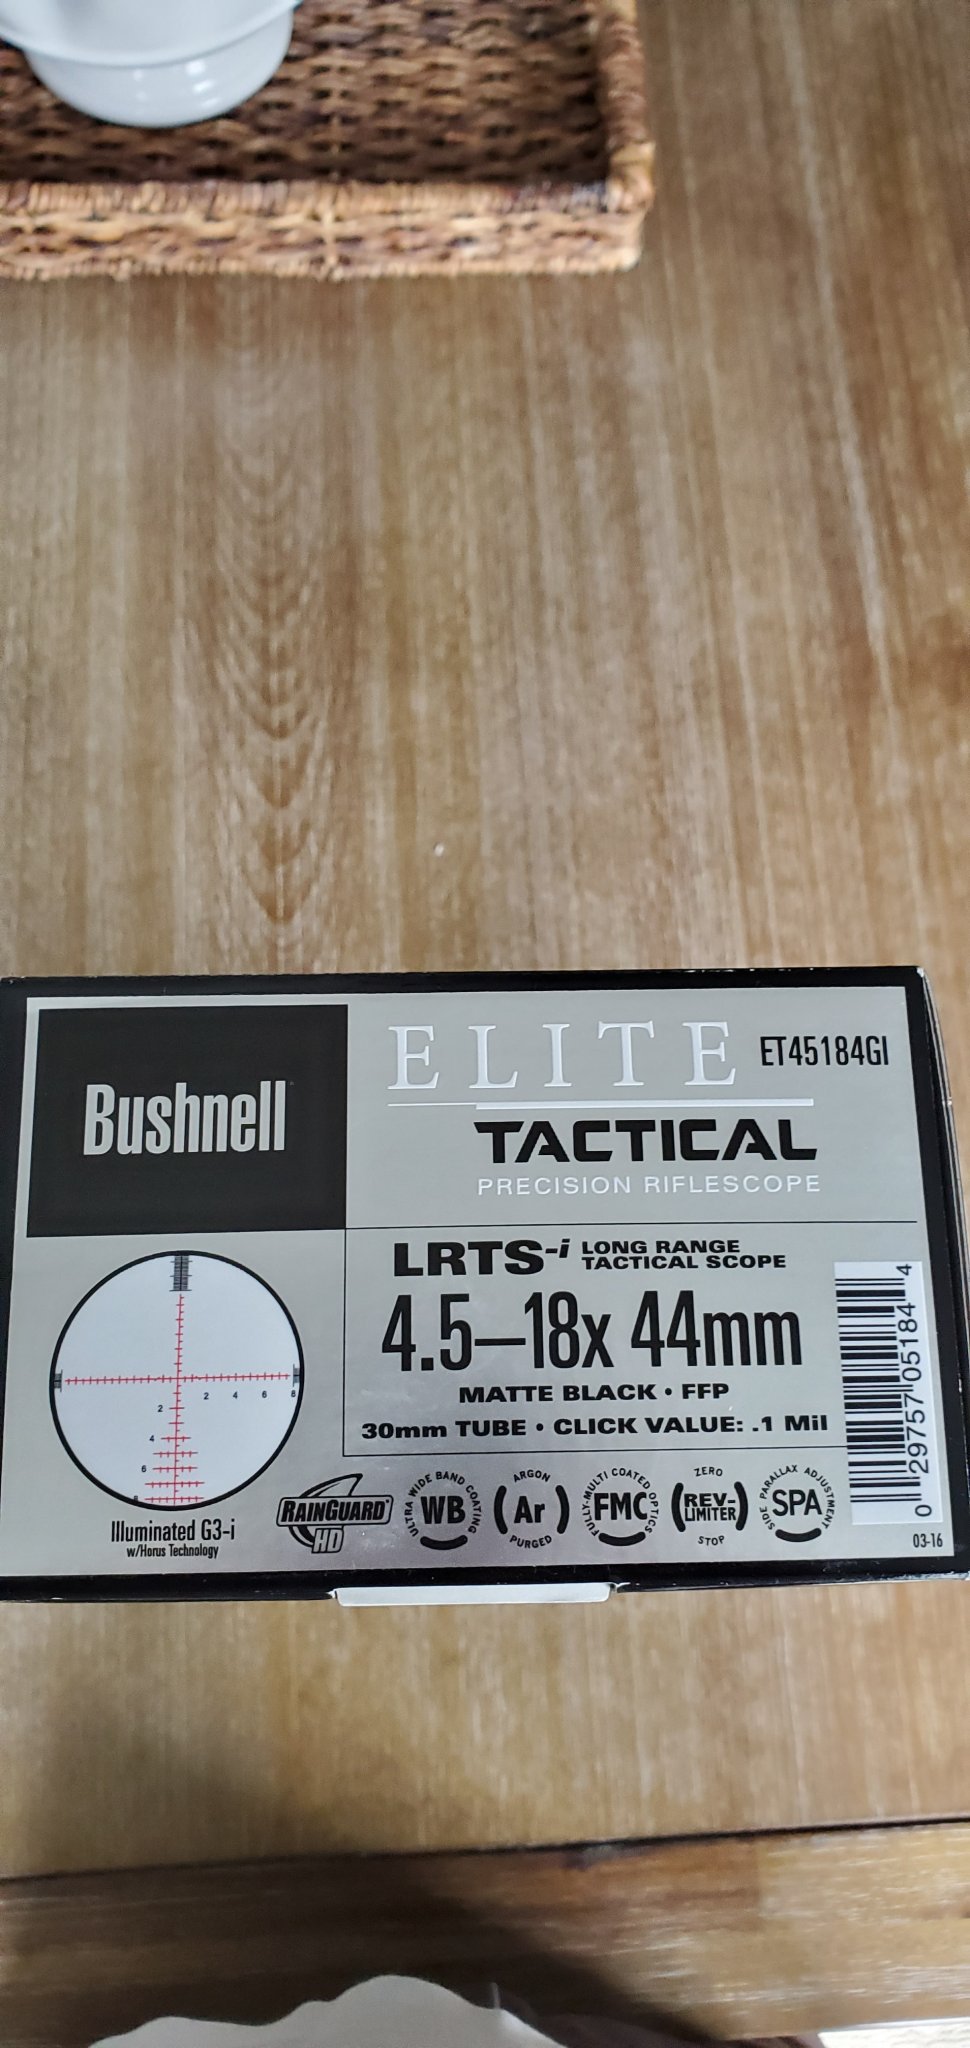 Bushnell
ELITE
ET45184GI
TACTICAL
PRECISION RIFLESCOPE
LRTS-i LONG RANGE
TACTICAL SCOPE
4.5–18x 44mm
MATTE BLACK • FFP
30mm TUBE • CLICK VALUE: .1 Mil
2 4 6 8
2
4
6
8
Illuminated G3-i
w/Horus Technology
RAINGUARD HD
ULTRA WIDE BAND COATING
WB
ARGON
(Ar)
PURGED
FULLY-MULTI COATED OPTICS
FMC
ZERO
(REV-
LIMITER)
STOP
SIDE PARALLAX ADJUSTMENT
SPA
0 29757 05184 4
03-16